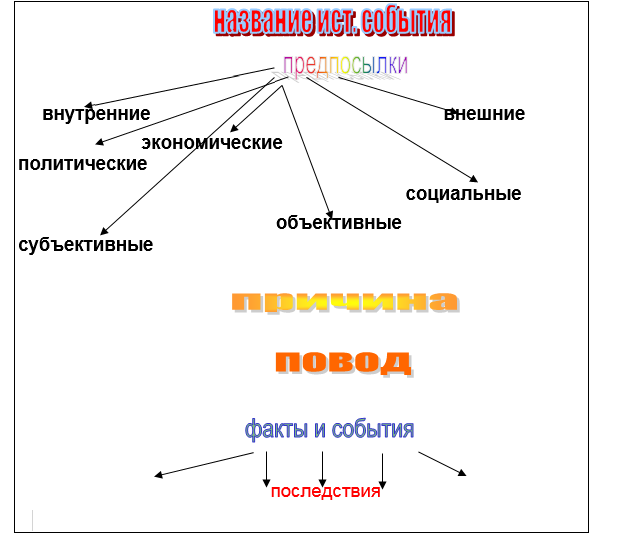 название ист. события
предпосылки
внутренние
внешние
экономические
политические
социальные
объективные
субъективные
причина
повод
факты и события
последствия